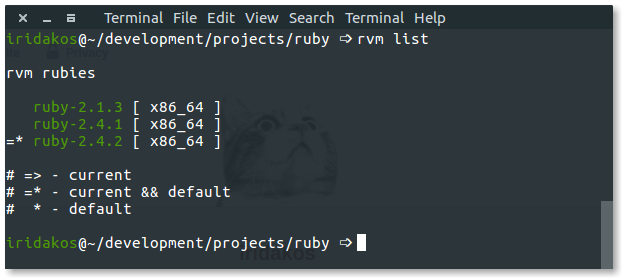 Terminal File Edit View Search Terminal Help
iridakos@~/development/projects/ruby ➩ rvm list
rvm rubies
ruby-2.1.3 [ x86_64 ]
ruby-2.4.1 [ x86_64 ]
=* ruby-2.4.2 [ x86_64 ]
# => - current
# =* - current && default
#  * - default
iridakos@~/development/projects/ruby ➩
iridakos